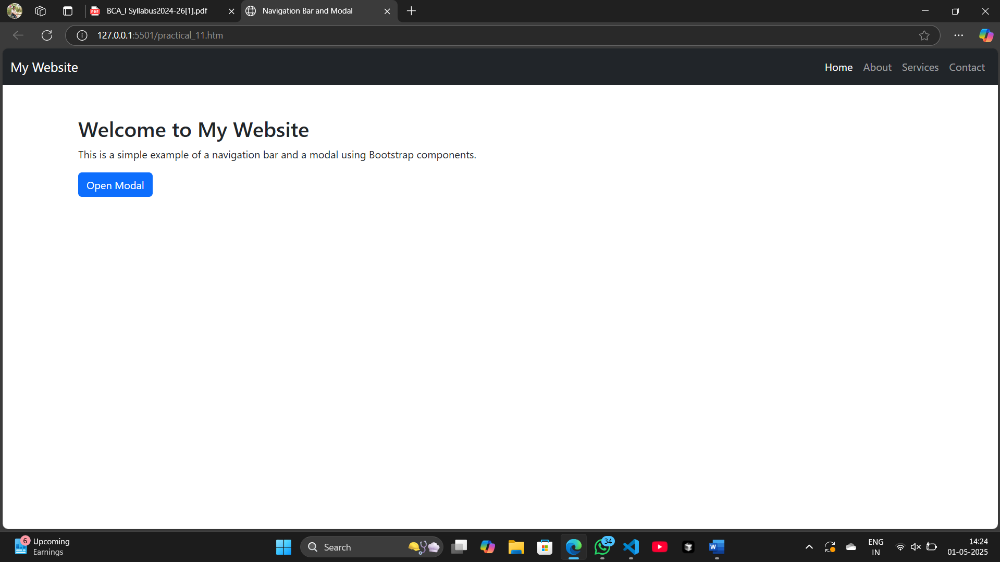 BCA_I Syllabus2024-26[1].pdf
Navigation Bar and Modal
127.0.0.1:5501/practical_11.htm
My Website
Home About Services Contact
Welcome to My Website
This is a simple example of a navigation bar and a modal using Bootstrap components.
Open Modal
6
Upcoming
Earnings
Search
34
W
ENG
IN
14:24
01-05-2025